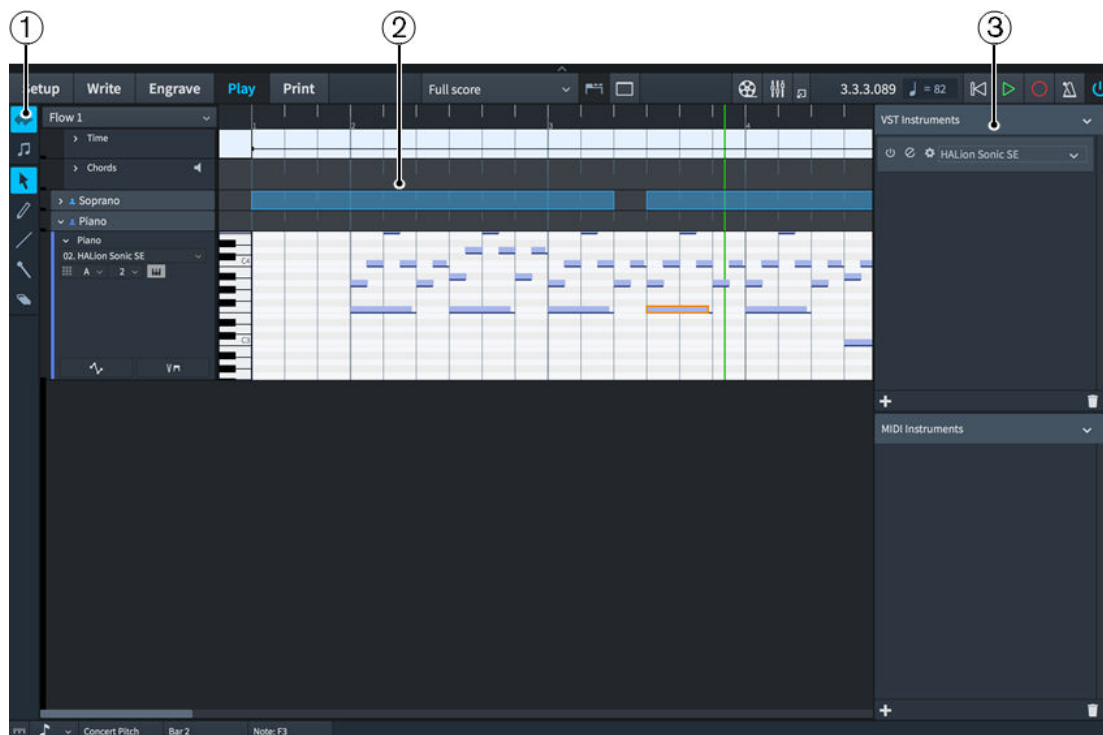 1 2 3
etup Write Engrave Play Print Full score 3.3.3.089 = 82
Flow 1
1 2 3 4
VST Instruments
Time
HALion Sonic SE
Chords
Soprano
Piano
Piano
02. HALion Sonic SE
C4
A 2
C3
MIDI Instruments
Concert Pitch Bar 2 Note: F3